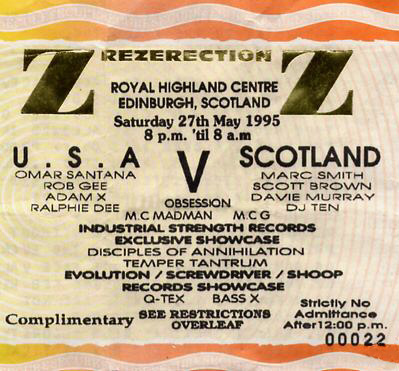 REZERECTION
Z Z
ROYAL HIGHLAND CENTRE
EDINBURGH, SCOTLAND
Saturday 27th May 1995
8 p.m. 'til 8 a.m
U.S.A V SCOTLAND
OMAR SANTANA MARC SMITH
ROB GEE SCOTT BROWN
ADAM X DAVIE MURRAY
RALPHIE DEE DJ TEN
OBSESSION
M.C MADMAN M.C G
INDUSTRIAL STRENGTH RECORDS
EXCLUSIVE SHOWCASE
DISCIPLES OF ANNIHILATION
TEMPER TANTRUM
EVOLUTION / SCREWDRIVER / SHOOP
RECORDS SHOWCASE
Q-TEX BASS X
Complimentary
SEE RESTRICTIONS
OVERLEAF
Strictly No
Admittance
After 12:00 p.m.
00022